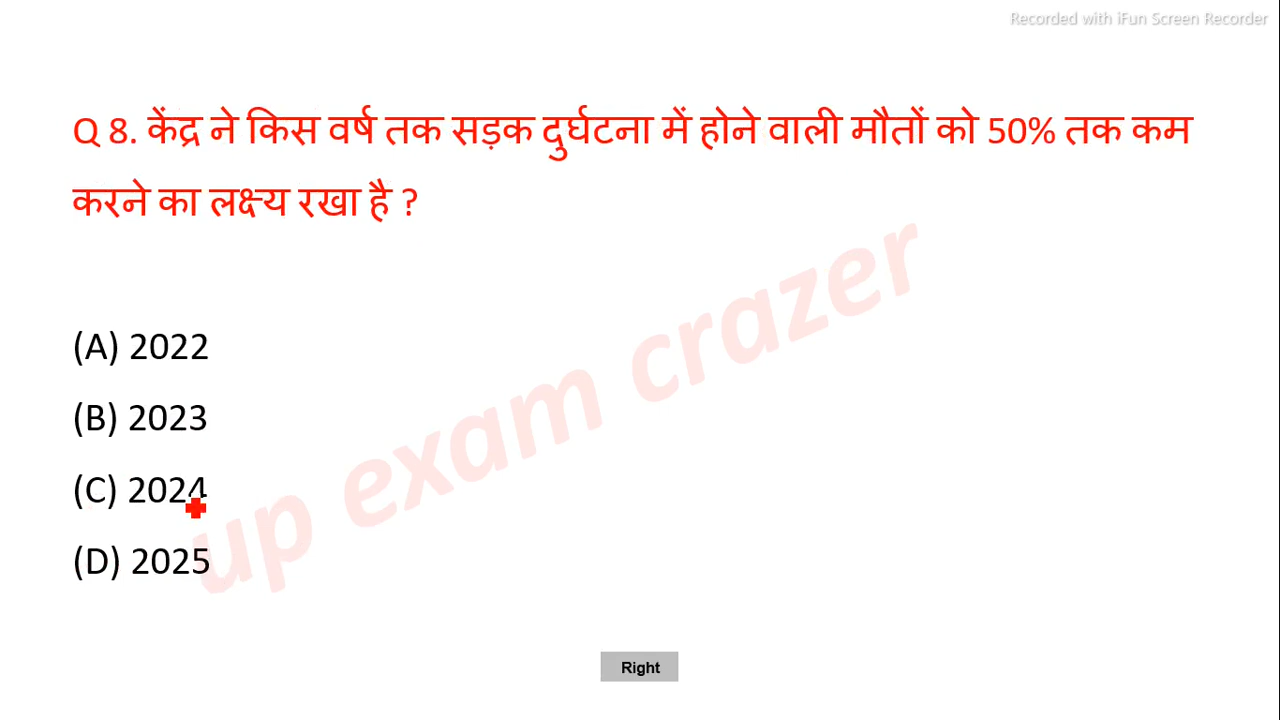 Recorded with iFun Screen Recorder
Q 8. केंद्र ने किस वर्ष तक सड़क दुर्घटना में होने वाली मौतों को 50% तक कम
करने का लक्ष्य रखा है ?
(A) 2022
(B) 2023
(C) 2024
(D) 2025
up exam crazer
Right